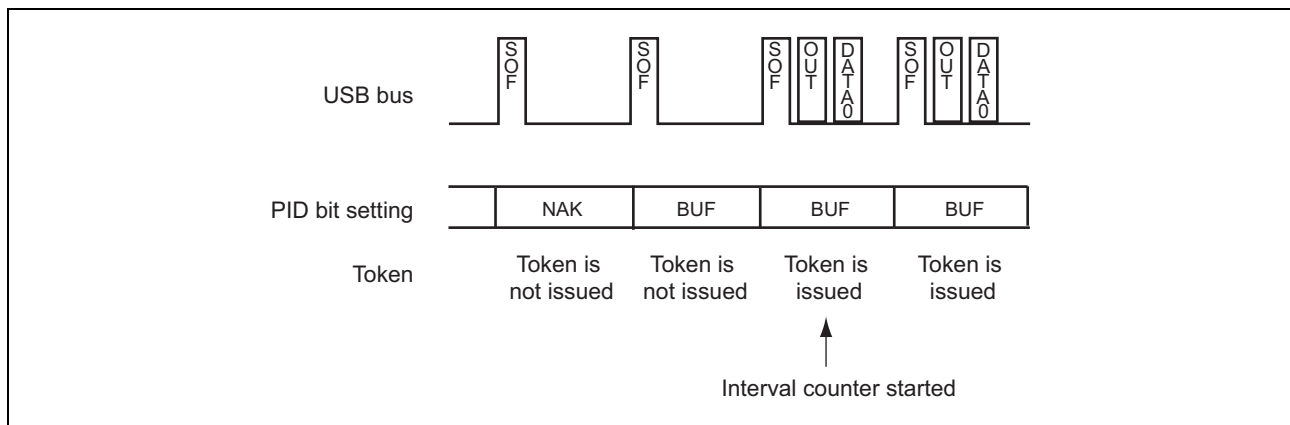 USB bus
SOF
SOF
SOF
OUT
DATA0
SOF
OUT
DATA0
PID bit setting
NAK
BUF
BUF
BUF
Token
Token is
not issued
Token is
not issued
Token is
issued
Token is
issued
Interval counter started